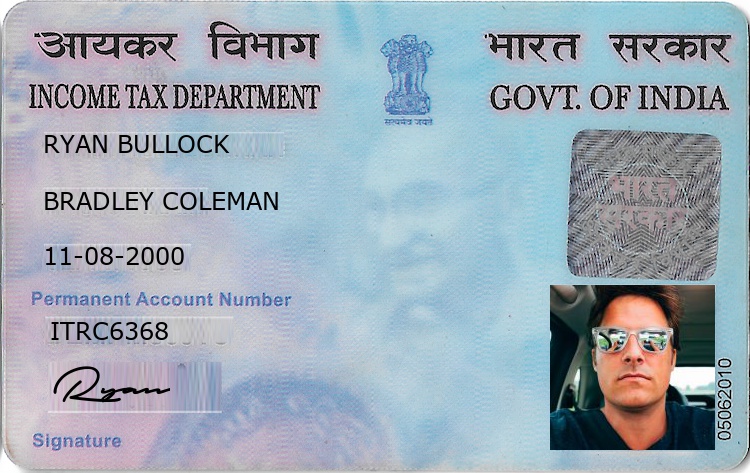 आयकर विभाग भारत सरकार
INCOME TAX DEPARTMENT GOVT. OF INDIA
सत्यमेव जयते
RYAN BULLOCK
भारत
सरकार
BRADLEY COLEMAN
11-08-2000
Permanent Account Number
ITRC6368
Ryan
Signature
05062010